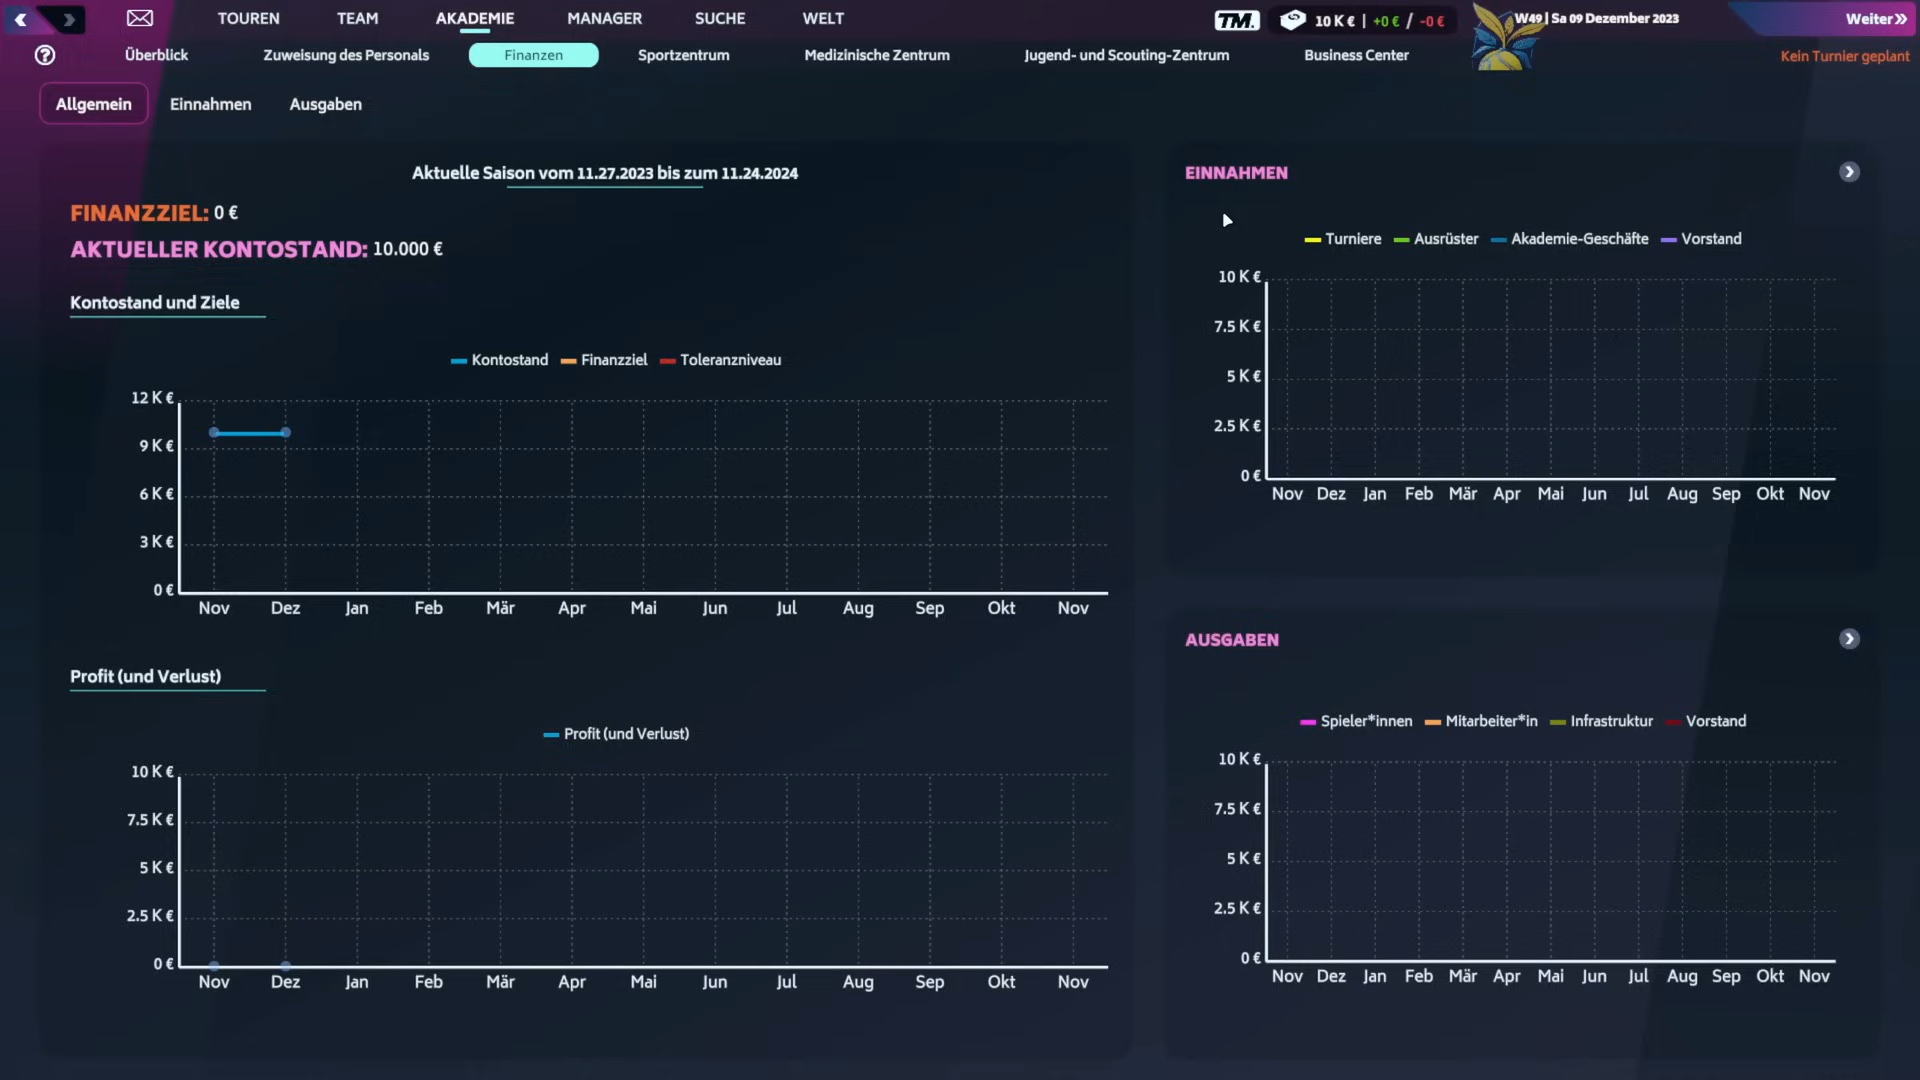 TOUREN TEAM AKADEMIE MANAGER SUCHE WELT TM. 10 K € | +0 € / -0 € W49 | Sa 09 Dezember 2023 Weiter
? Überblick Zuweisung des Personals Finanzen Sportzentrum Medizinische Zentrum Jugend- und Scouting-Zentrum Business Center Kein Turnier geplant
Allgemein Einnahmen Ausgaben
Aktuelle Saison vom 11.27.2023 bis zum 11.24.2024
FINANZZIEL: 0 €
AKTUELLER KONTOSTAND: 10.000 €
Kontostand und Ziele
Kontostand Finanzziel Toleranzniveau
12 K €
9 K €
6 K €
3 K €
0 €
Nov Dez Jan Feb Mär Apr Mai Jun Jul Aug Sep Okt Nov
Profit (und Verlust)
Profit (und Verlust)
10 K €
7.5 K €
5 K €
2.5 K €
0 €
Nov Dez Jan Feb Mär Apr Mai Jun Jul Aug Sep Okt Nov
EINNAHMEN
Turniere Ausrüster Akademie-Geschäfte Vorstand
10 K €
7.5 K €
5 K €
2.5 K €
0 €
Nov Dez Jan Feb Mär Apr Mai Jun Jul Aug Sep Okt Nov
AUSGABEN
Spieler*innen Mitarbeiter*in Infrastruktur Vorstand
10 K €
7.5 K €
5 K €
2.5 K €
0 €
Nov Dez Jan Feb Mär Apr Mai Jun Jul Aug Sep Okt Nov